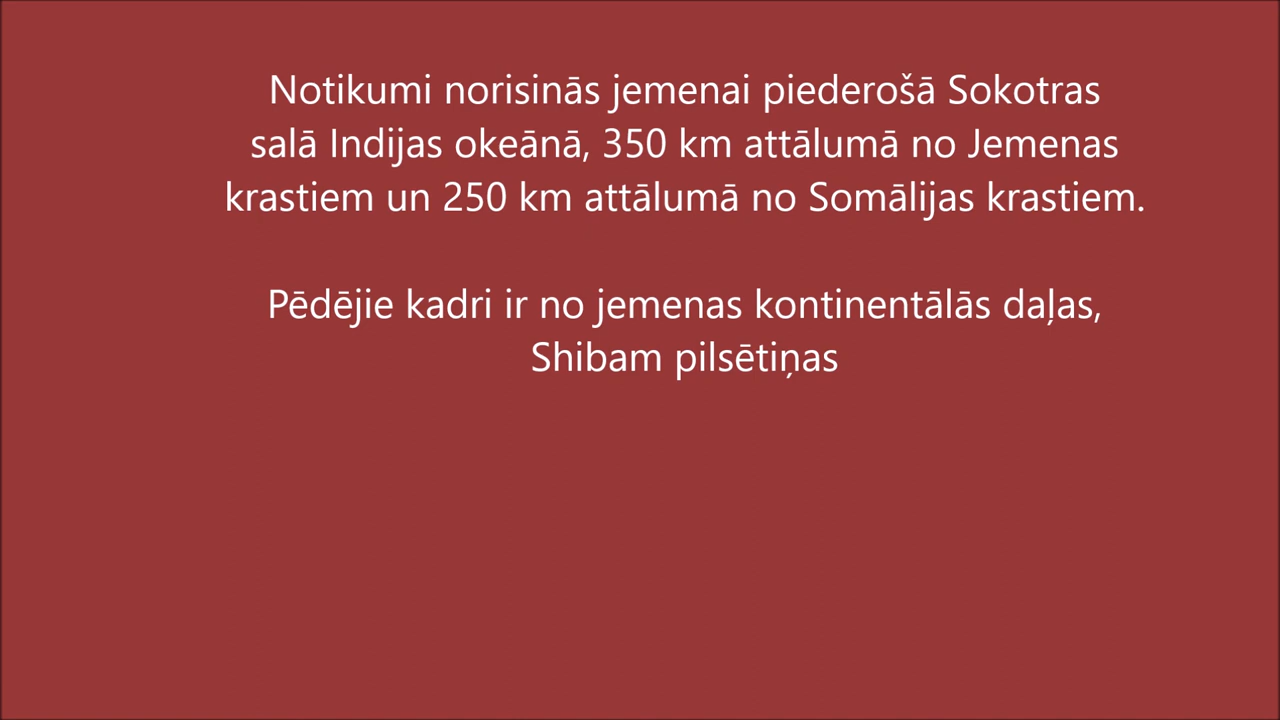 Notikumi norisinās jemenai piederošā Sokotras
salā Indijas okeānā, 350 km attālumā no Jemenas
krastiem un 250 km attālumā no Somālijas krastiem.
Pēdējie kadri ir no jemenas kontinentālās daļas,
Shibam pilsētiņas